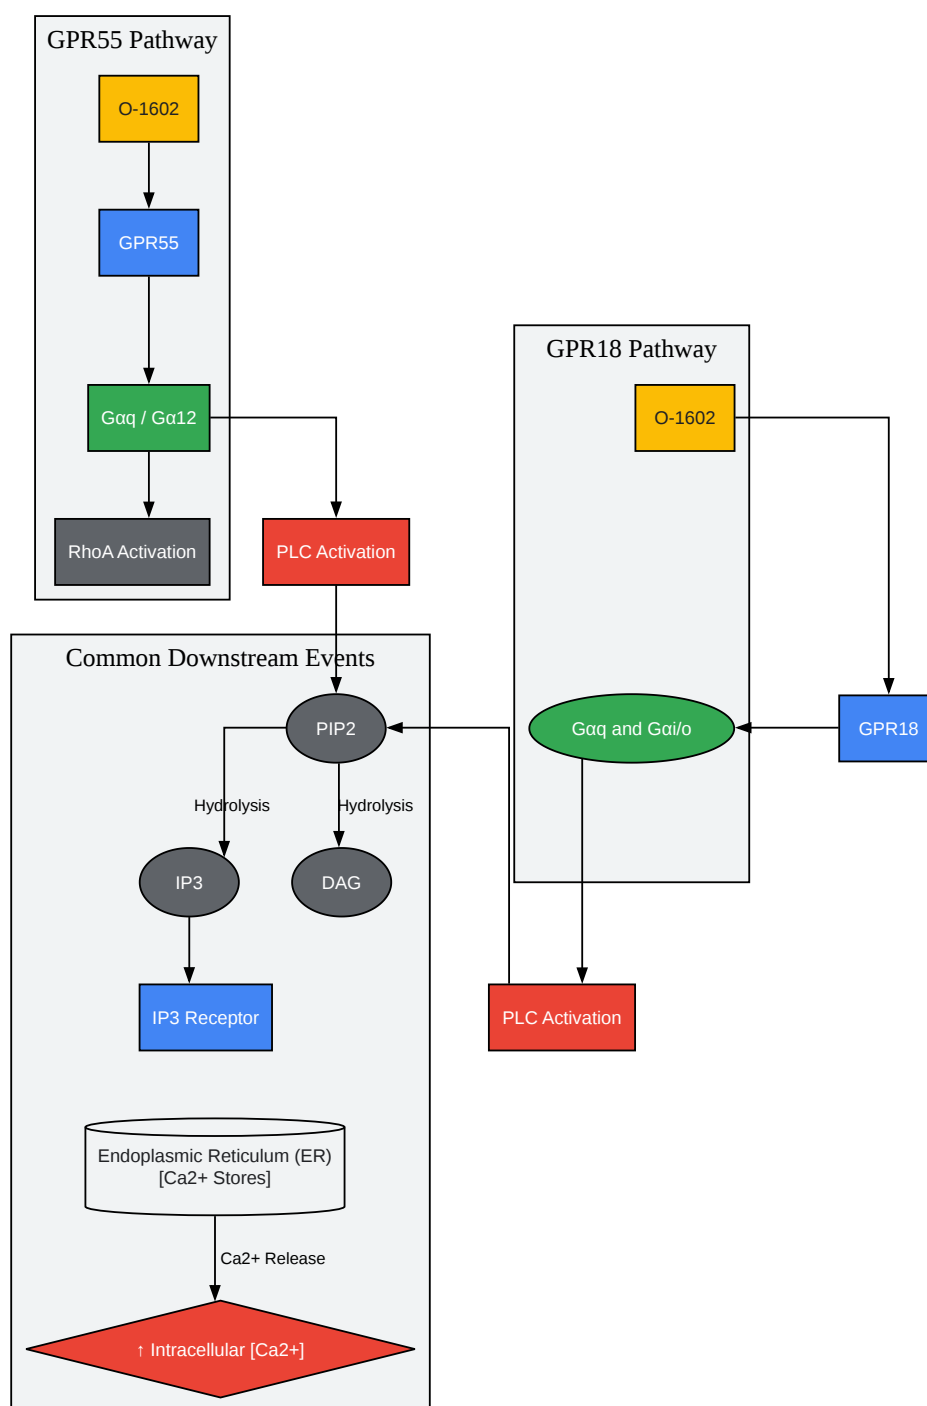 GPR55 Pathway
O-1602
GPR55
Gαq / Gα12
RhoA Activation
PLC Activation
GPR18 Pathway
O-1602
GPR18
Gαq and Gαi/o
PLC Activation
Common Downstream Events
PIP2
Hydrolysis
Hydrolysis
IP3
DAG
IP3 Receptor
Endoplasmic Reticulum (ER)
[Ca2+ Stores]
Ca2+ Release
↑ Intracellular [Ca2+]